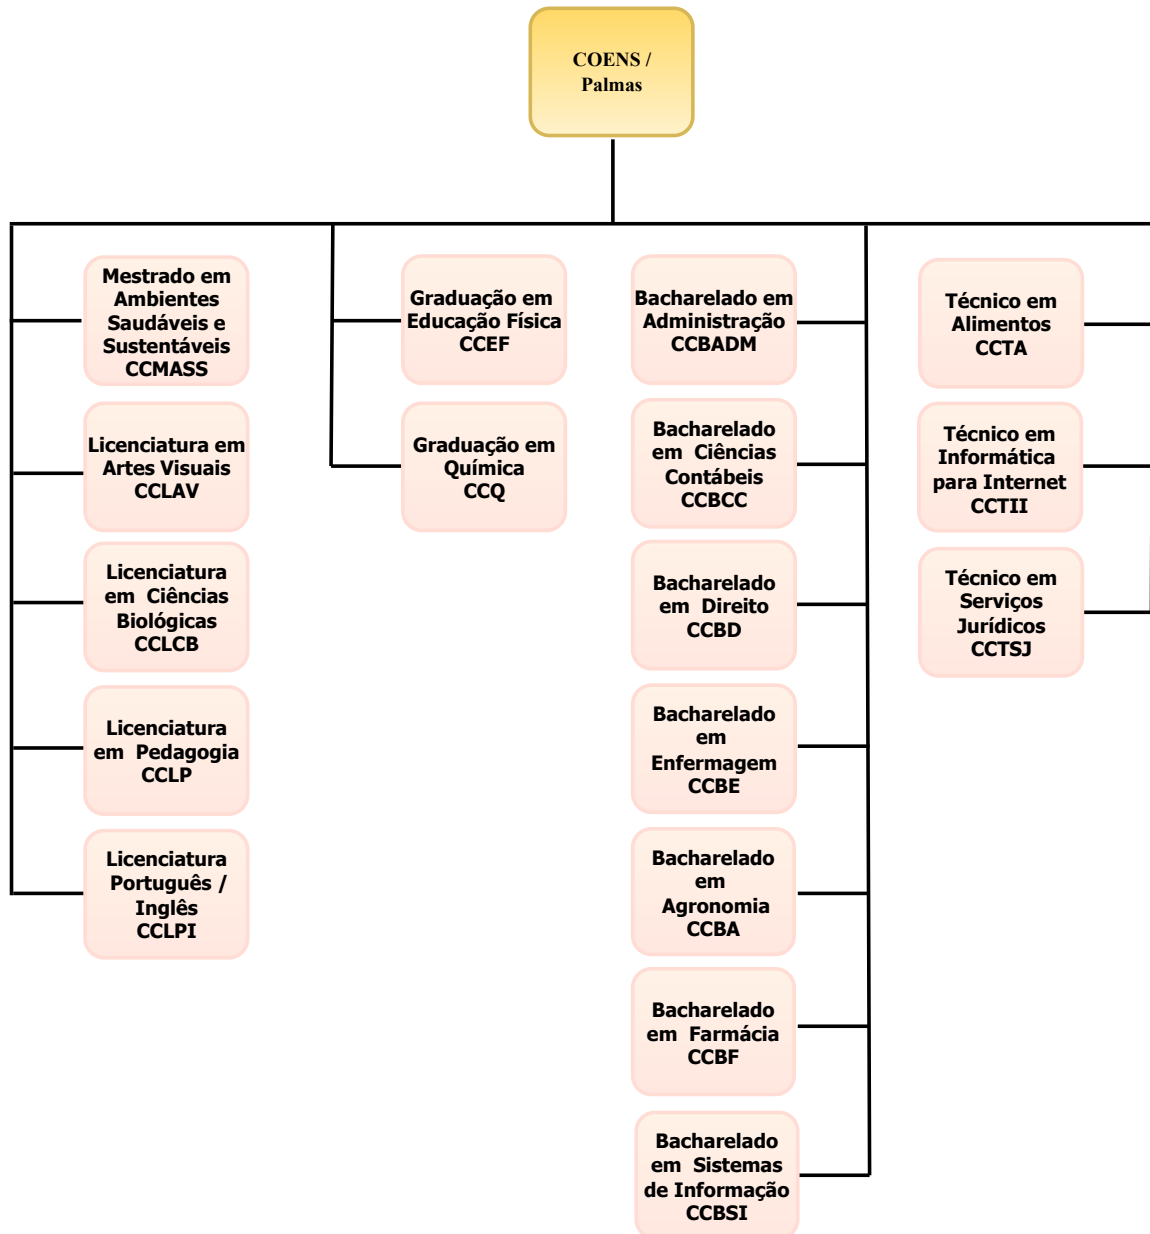 COENS /
Palmas
Mestrado em
Ambientes
Saudáveis e
Sustentáveis
CCMASS
Licenciatura em
Artes Visuais
CCLAV
Licenciatura
em Ciências
Biológicas
CCLCB
Licenciatura
em Pedagogia
CCLP
Licenciatura
Português /
Inglês
CCLPI
Graduação em
Educação Física
CCEF
Graduação em
Química
CCQ
Bacharelado em
Administração
CCBADM
Bacharelado
em Ciências
Contábeis
CCBCC
Bacharelado
em Direito
CCBD
Bacharelado
em
Enfermagem
CCBE
Bacharelado
em
Agronomia
CCBA
Bacharelado
em Farmácia
CCBF
Bacharelado
em Sistemas
de Informação
CCBSI
Técnico em
Alimentos
CCTA
Técnico em
Informática
para Internet
CCTII
Técnico em
Serviços
Jurídicos
CCTSJ